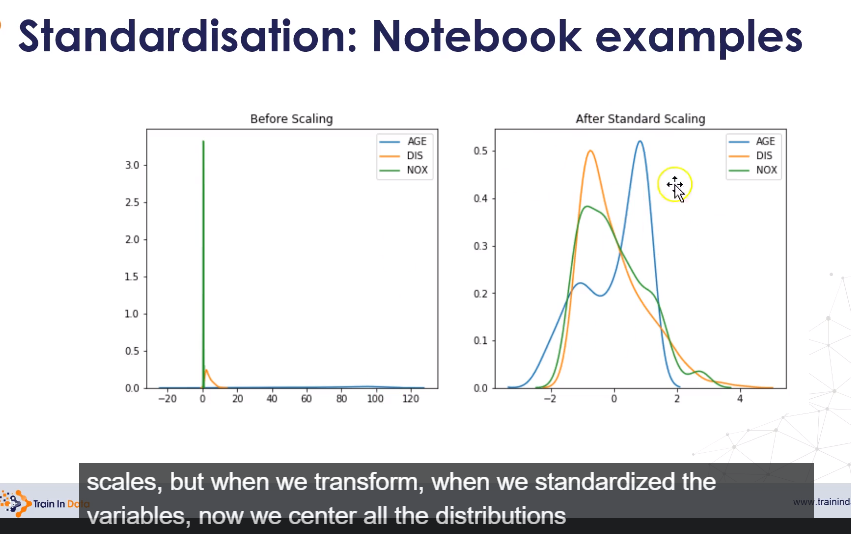 Standardisation: Notebook examples
Before Scaling
AGE
DIS
NOX
3.0
2.5
2.0
1.5
1.0
0.5
0.0
−20 0 20 40 60 80 100 120
After Standard Scaling
AGE
DIS
NOX
0.5
0.4
0.3
0.2
0.1
0.0
−2 0 2 4
scales, but when we transform, when we standardized the
variables, now we center all the distributions
Train In Data
www.trainind